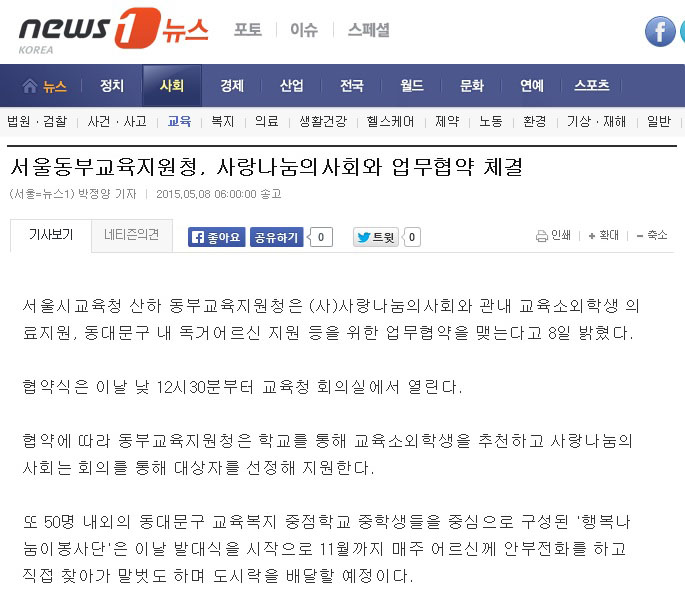 news1뉴스 포토 이슈 스페셜
KOREA
뉴스 정치 사회 경제 산업 전국 월드 문화 연예 스포츠
법원·검찰 사건·사고 교육 복지 의료 생활건강 헬스케어 제약 노동 환경 기상·재해 일반
서울동부교육지원청, 사랑나눔의사회와 업무협약 체결
(서울=뉴스1) 박정양 기자 2015.05.08 06:00:00 송고
기사보기 네티즌의견 좋아요 공유하기 0 트윗 0 인쇄 + 확대 - 축소
서울시교육청 산하 동부교육지원청은 (사)사랑나눔의사회와 관내 교육소외학생 의
료지원, 동대문구 내 독거어르신 지원 등을 위한 업무협약을 맺는다고 8일 밝혔다.
협약식은 이날 낮 12시30분부터 교육청 회의실에서 열린다.
협약에 따라 동부교육지원청은 학교를 통해 교육소외학생을 추천하고 사랑나눔의
사회는 회의를 통해 대상자를 선정해 지원한다.
또 50명 내외의 동대문구 교육복지 중점학교 중학생들을 중심으로 구성된 '행복나
눔이봉사단'은 이날 발대식을 시작으로 11월까지 매주 어르신께 안부전화를 하고
직접 찾아가 말벗도 하며 도시락을 배달할 예정이다.